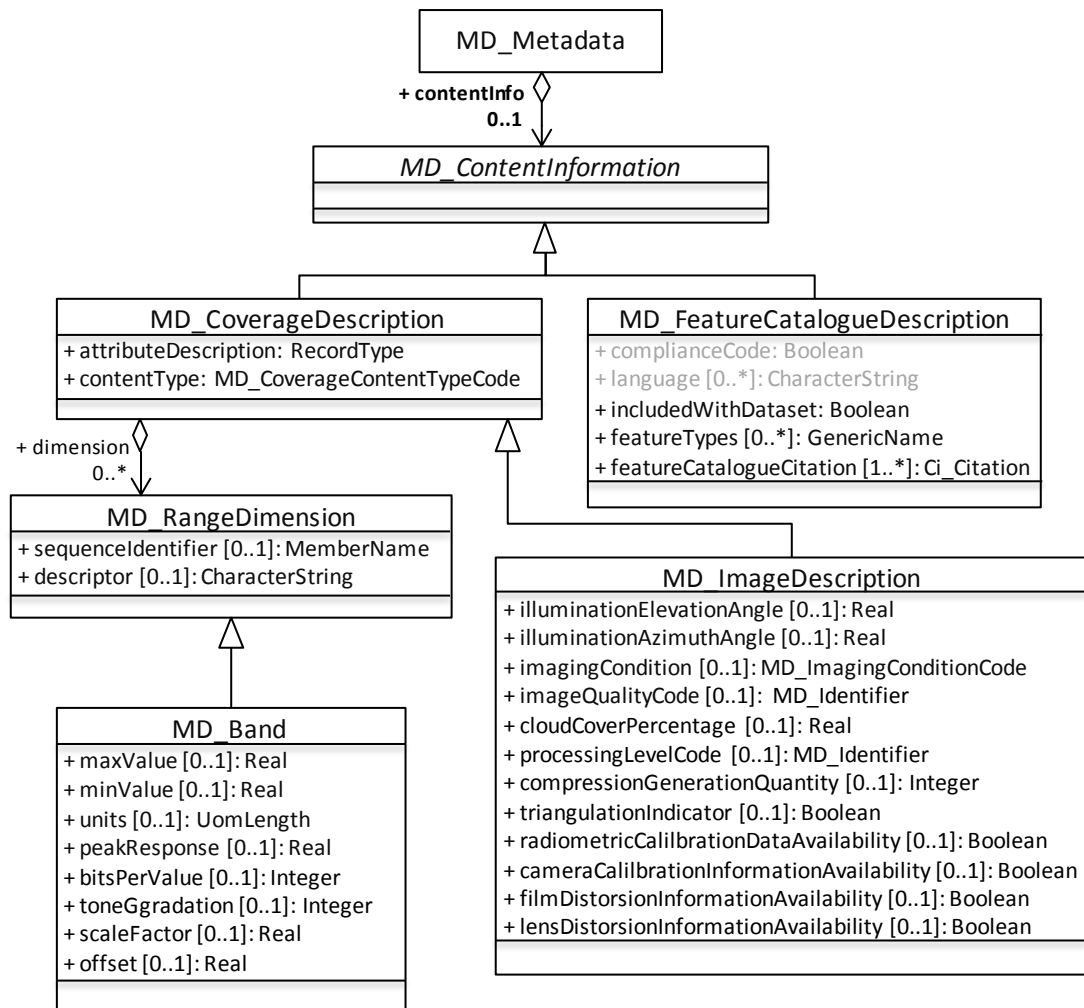 MD_Metadata
+ contentInfo
0..1
MD_ContentInformation
MD_CoverageDescription
+ attributeDescription: RecordType
+ contentType: MD_CoverageContentTypeCode
MD_FeatureCatalogueDescription
+ complianceCode: Boolean
+ language [0..*]: CharacterString
+ includedWithDataset: Boolean
+ featureTypes [0..*]: GenericName
+ featureCatalogueCitation [1..*]: Ci_Citation
+ dimension
0..*
MD_RangeDimension
+ sequenceIdentifier [0..1]: MemberName
+ descriptor [0..1]: CharacterString
MD_ImageDescription
+ illuminationElevationAngle [0..1]: Real
+ illuminationAzimuthAngle [0..1]: Real
+ imagingCondition [0..1]: MD_ImagingConditionCode
+ imageQualityCode [0..1]: MD_Identifier
+ cloudCoverPercentage [0..1]: Real
+ processingLevelCode [0..1]: MD_Identifier
+ compressionGenerationQuantity [0..1]: Integer
+ triangulationIndicator [0..1]: Boolean
+ radiometricCalilbrationDataAvailability [0..1]: Boolean
+ cameraCalilbrationInformationAvailability [0..1]: Boolean
+ filmDistorsionInformationAvailability [0..1]: Boolean
+ lensDistorsionInformationAvailability [0..1]: Boolean
MD_Band
+ maxValue [0..1]: Real
+ minValue [0..1]: Real
+ units [0..1]: UomLength
+ peakResponse [0..1]: Real
+ bitsPerValue [0..1]: Integer
+ toneGgradation [0..1]: Integer
+ scaleFactor [0..1]: Real
+ offset [0..1]: Real